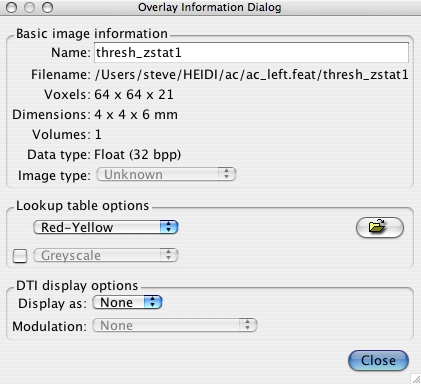 Overlay Information Dialog
Basic image information
Name: thresh_zstat1
Filename: /Users/steve/HEIDI/ac/ac_left.feat/thresh_zstat1
Voxels: 64 x 64 x 21
Dimensions: 4 x 4 x 6 mm
Volumes: 1
Data type: Float (32 bpp)
Image type: Unknown
Lookup table options
Red-Yellow
Greyscale
DTI display options
Display as: None
Modulation: None
Close